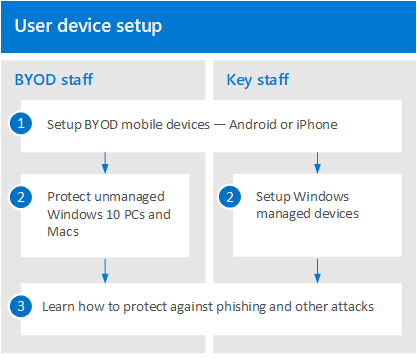 User device setup
BYOD staff
Key staff
1
Setup BYOD mobile devices — Android or iPhone
2
Protect unmanaged
Windows 10 PCs and
Macs
2
Setup Windows
managed devices
3
Learn how to protect against phishing and other attacks